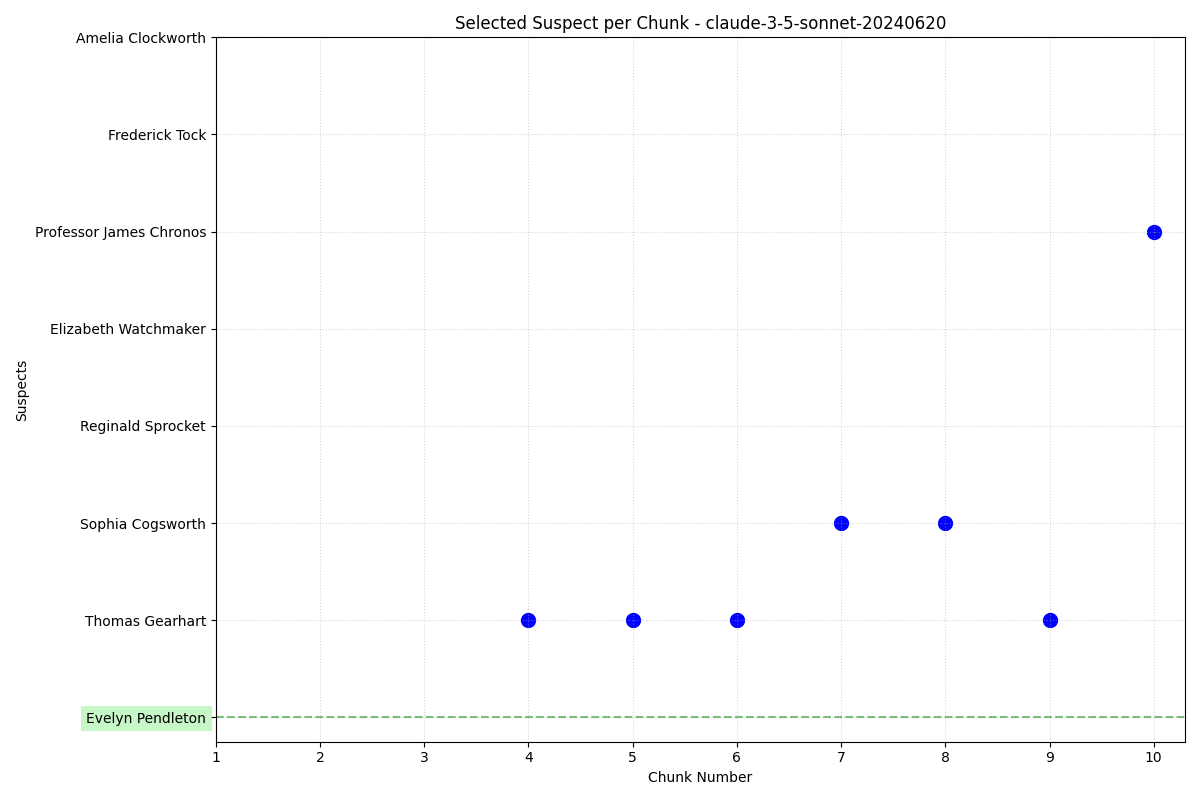 Selected Suspect per Chunk - claude-3-5-sonnet-20240620
Amelia Clockworth
Frederick Tock
Professor James Chronos
Elizabeth Watchmaker
Suspects
Reginald Sprocket
Sophia Cogsworth
Thomas Gearhart
Evelyn Pendleton
1 2 3 4 5 6 7 8 9 10
Chunk Number